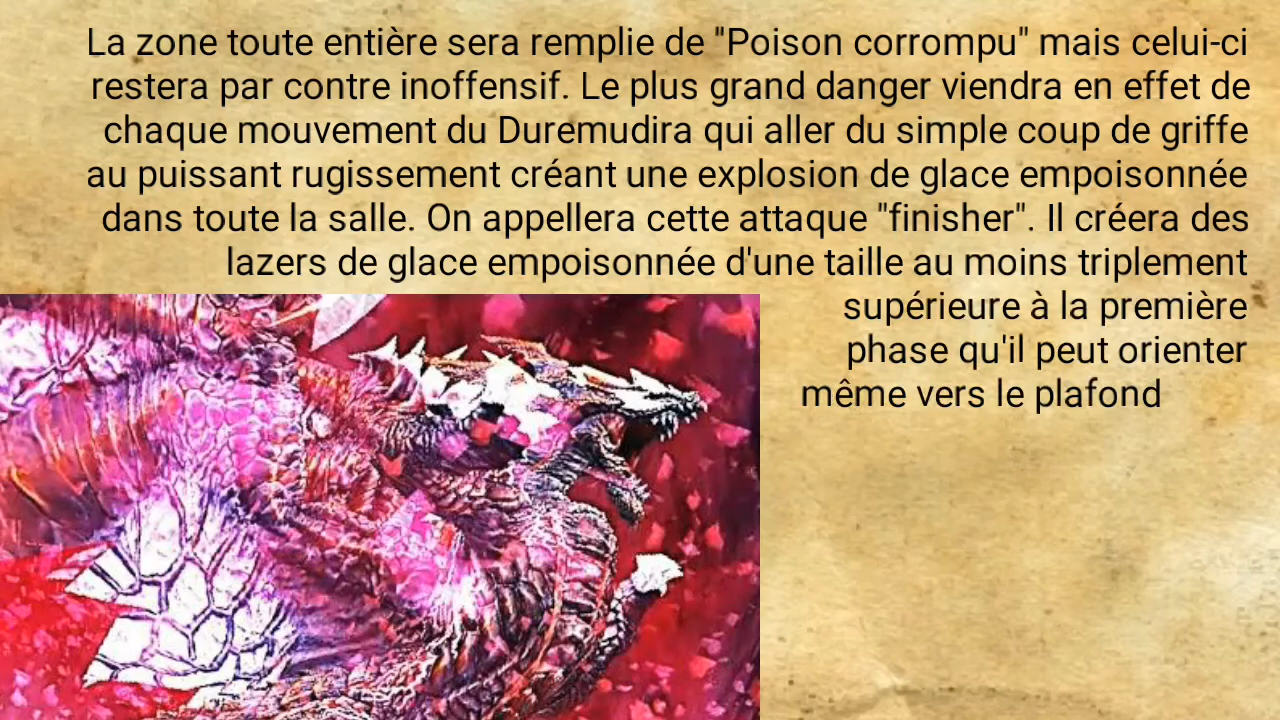 La zone toute entière sera remplie de "Poison corrompu" mais celui-ci
restera par contre inoffensif. Le plus grand danger viendra en effet de
chaque mouvement du Duremudira qui aller du simple coup de griffe
au puissant rugissement créant une explosion de glace empoisonnée
dans toute la salle. On appellera cette attaque "finisher". Il créera des
lazers de glace empoisonnée d'une taille au moins triplement
supérieure à la première
phase qu'il peut orienter
même vers le plafond